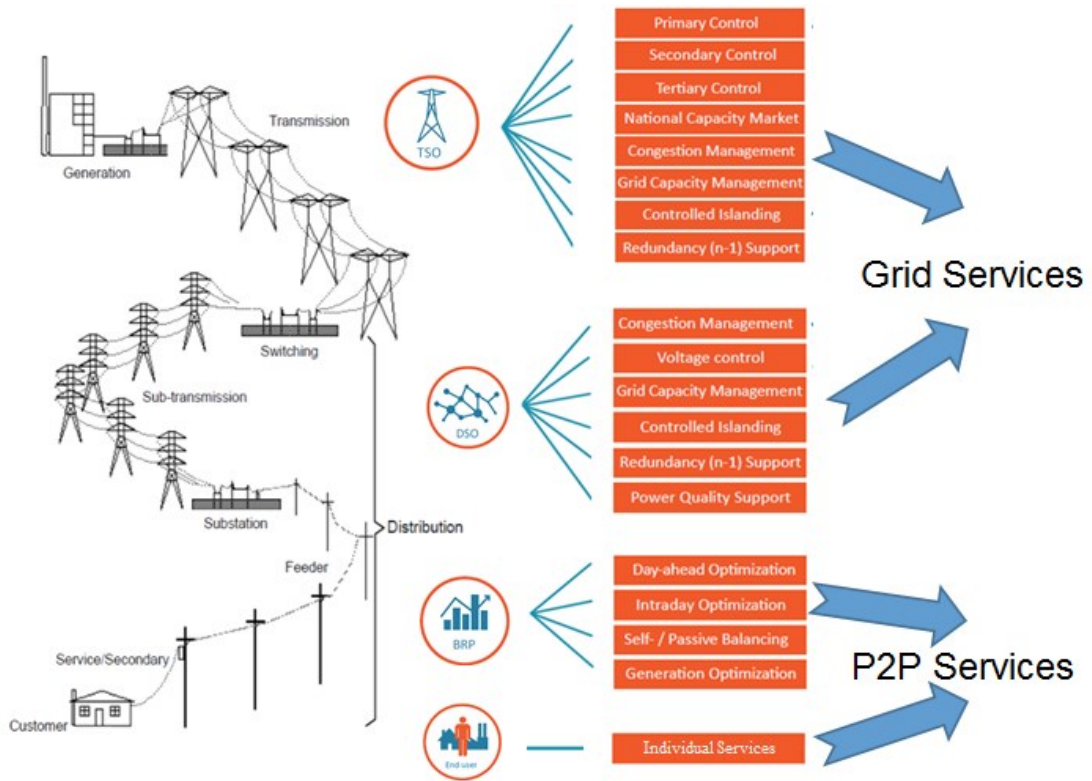 Generation
Transmission
Switching
Sub-transmission
Substation
Distribution
Feeder
Service/Secondary
Customer
TSO
Primary Control
Secondary Control
Tertiary Control
National Capacity Market
Congestion Management
Grid Capacity Management
Controlled Islanding
Redundancy (n-1) Support
Grid Services
DSO
Congestion Management
Voltage control
Grid Capacity Management
Controlled Islanding
Redundancy (n-1) Support
Power Quality Support
BRP
Day-ahead Optimization
Intraday Optimization
Self- / Passive Balancing
Generation Optimization
P2P Services
End user
Individual Services